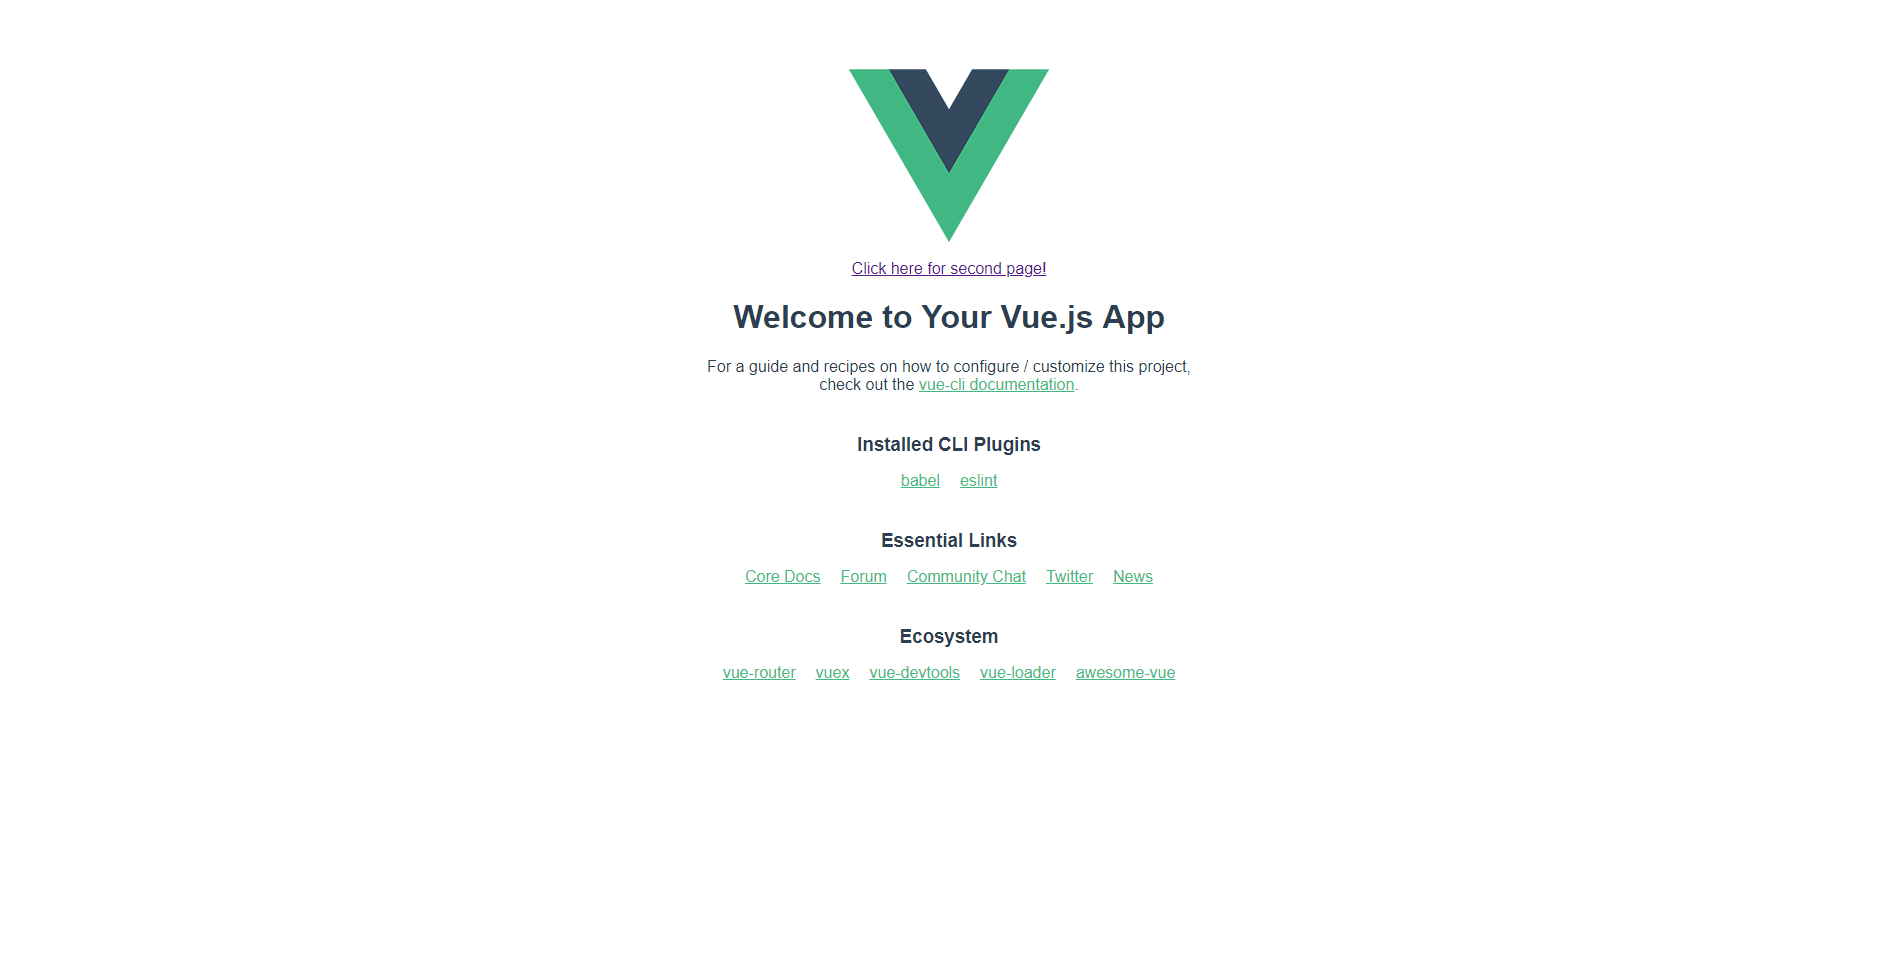 Click here for second page!
Welcome to Your Vue.js App
For a guide and recipes on how to configure / customize this project,
check out the vue-cli documentation.
Installed CLI Plugins
babel eslint
Essential Links
Core Docs Forum Community Chat Twitter News
Ecosystem
vue-router vuex vue-devtools vue-loader awesome-vue